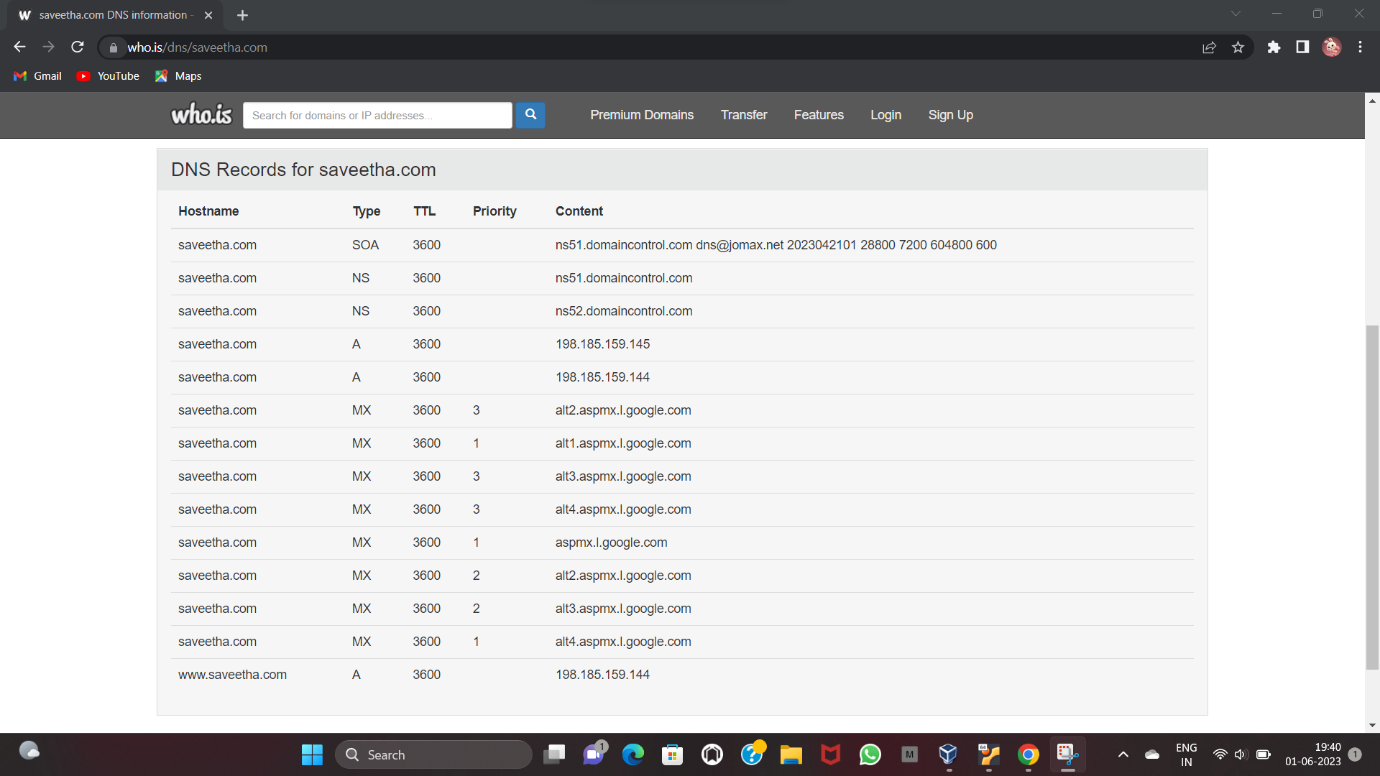 saveetha.com DNS information -
who.is/dns/saveetha.com
Gmail YouTube Maps
who.is Search for domains or IP addresses... Premium Domains Transfer Features Login Sign Up
DNS Records for saveetha.com
Hostname Type TTL Priority Content
saveetha.com SOA 3600 ns51.domaincontrol.com dns@jomax.net 2023042101 28800 7200 604800 600
saveetha.com NS 3600 ns51.domaincontrol.com
saveetha.com NS 3600 ns52.domaincontrol.com
saveetha.com A 3600 198.185.159.145
saveetha.com A 3600 198.185.159.144
saveetha.com MX 3600 3 alt2.aspmx.l.google.com
saveetha.com MX 3600 1 alt1.aspmx.l.google.com
saveetha.com MX 3600 3 alt3.aspmx.l.google.com
saveetha.com MX 3600 3 alt4.aspmx.l.google.com
saveetha.com MX 3600 1 aspmx.l.google.com
saveetha.com MX 3600 2 alt2.aspmx.l.google.com
saveetha.com MX 3600 2 alt3.aspmx.l.google.com
saveetha.com MX 3600 1 alt4.aspmx.l.google.com
www.saveetha.com A 3600 198.185.159.144
Search 1 M ENG 19:40 1
IN 01-06-2023